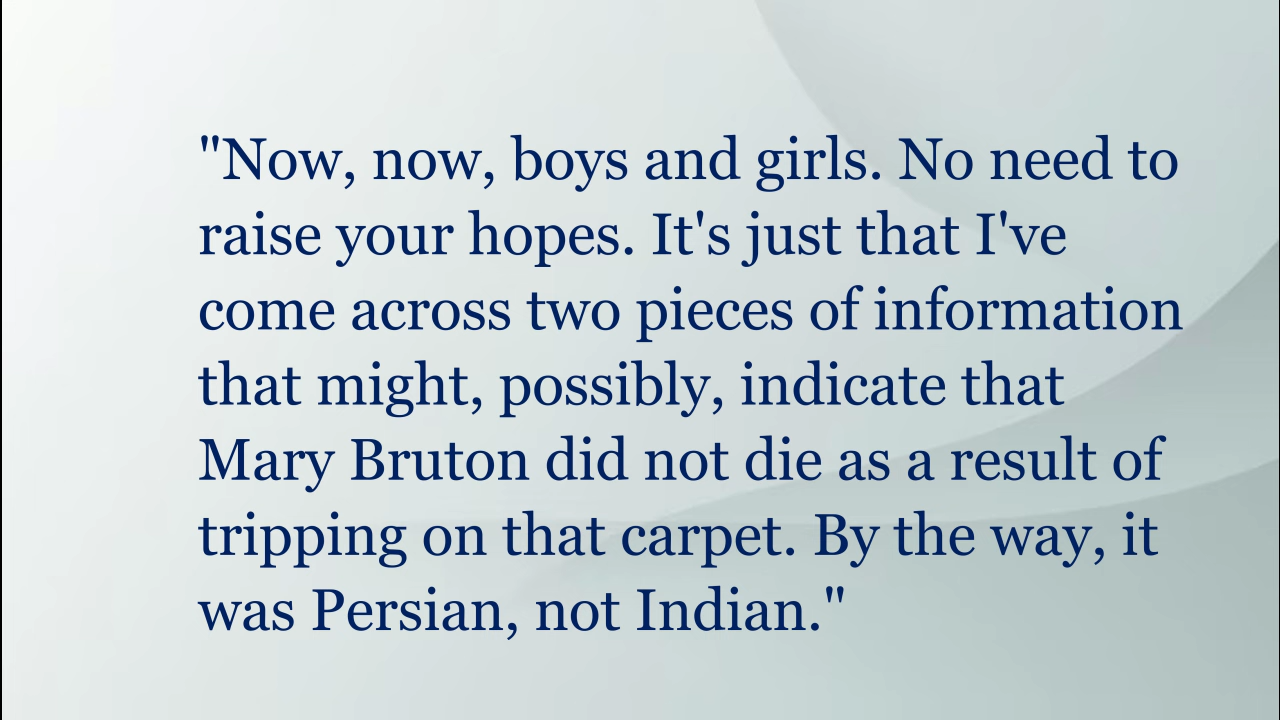 "Now, now, boys and girls. No need to
raise your hopes. It's just that I've
come across two pieces of information
that might, possibly, indicate that
Mary Bruton did not die as a result of
tripping on that carpet. By the way, it
was Persian, not Indian."